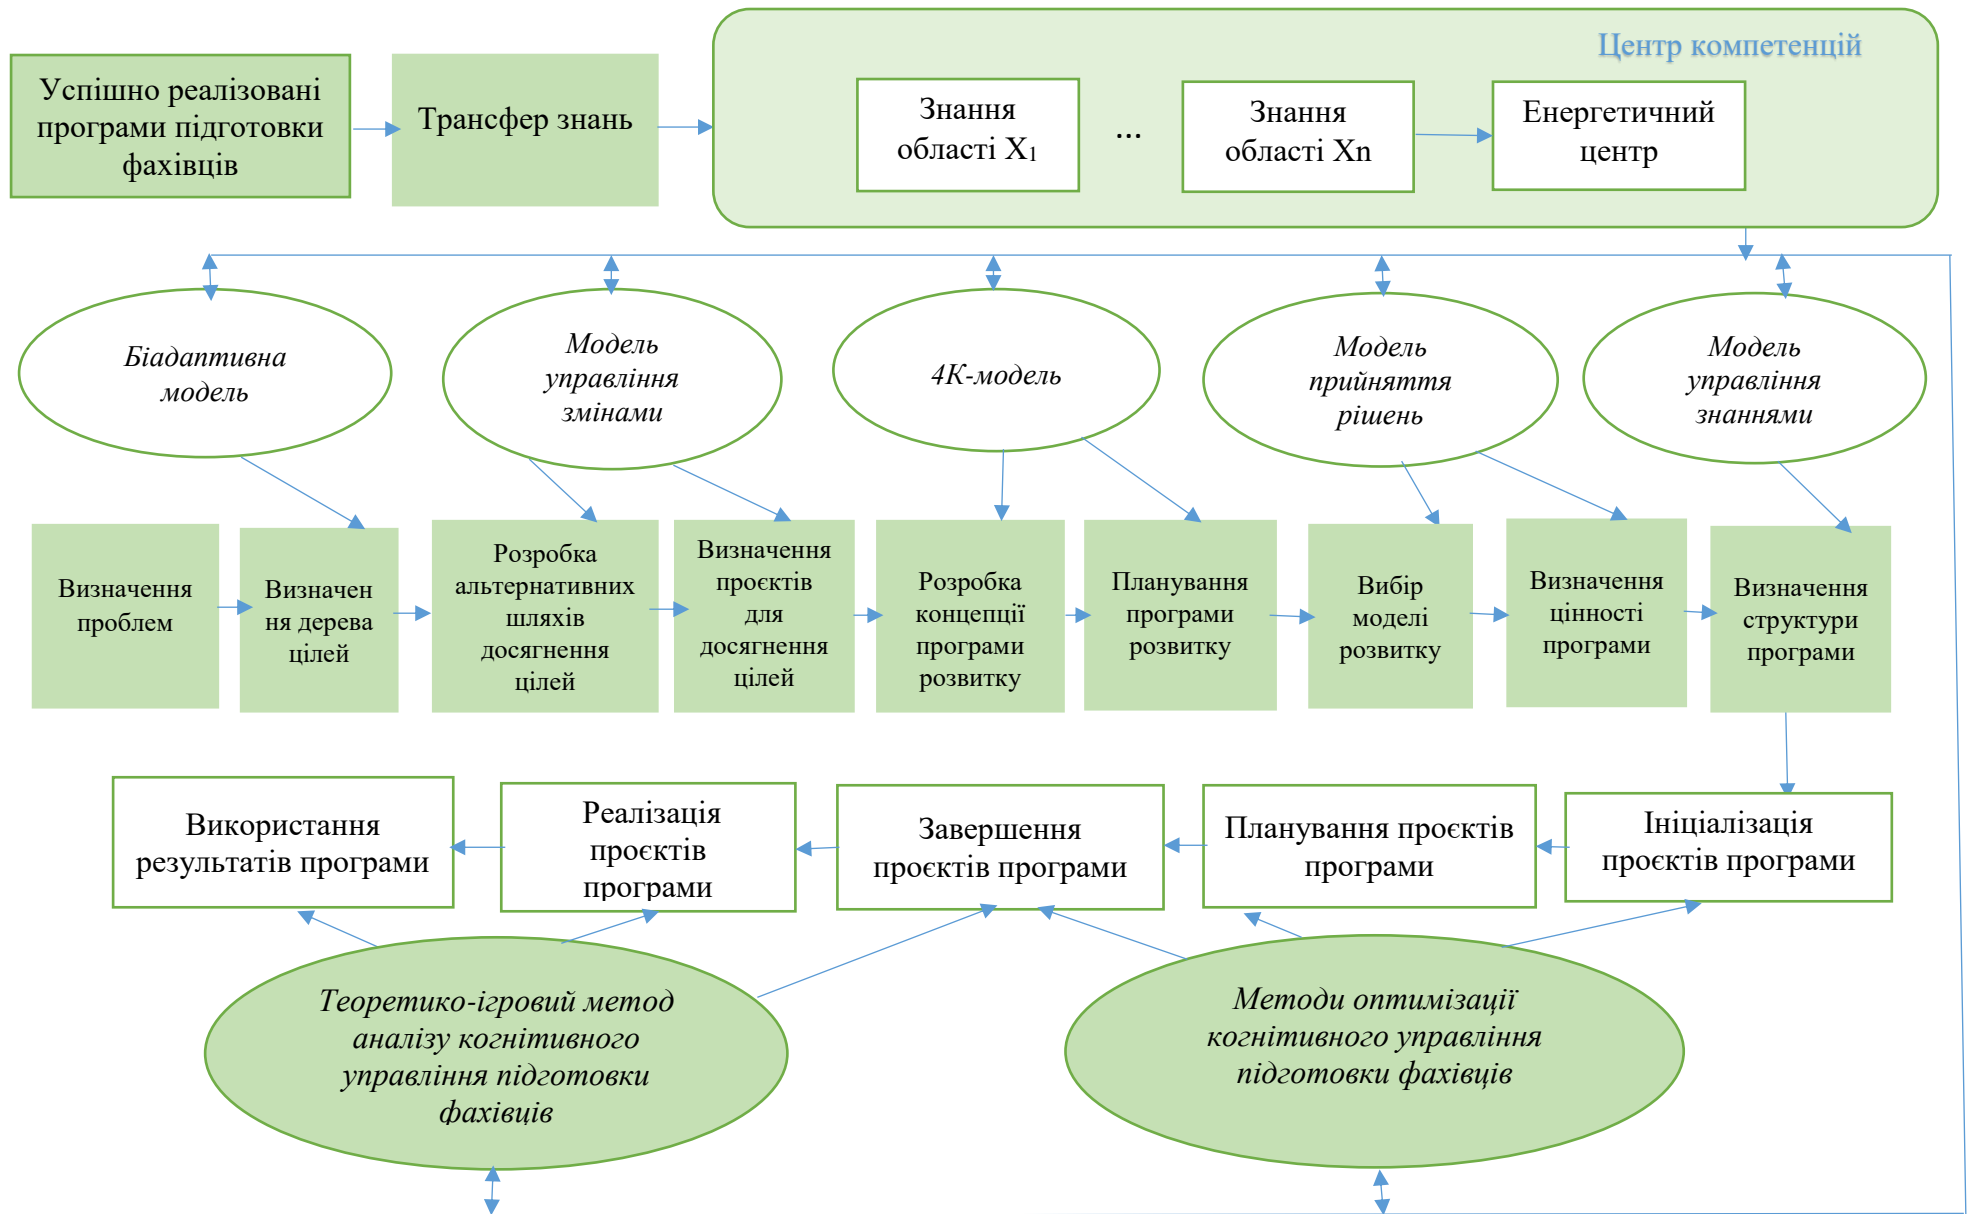 Центр компетенцій
Успішно реалізовані
програми підготовки
фахівців
Трансфер знань
Знання
області X₁
...
Знання
області Xn
Енергетичний
центр
Біадаптивна
модель
Модель
управління
змінами
4К-модель
Модель
прийняття
рішень
Модель
управління
знаннями
Визначення
проблем
Визначен
ня дерева
цілей
Розробка
альтернативних
шляхів
досягнення
цілей
Визначення
проєктів
для
досягнення
цілей
Розробка
концепції
програми
розвитку
Планування
програми
розвитку
Вибір
моделі
розвитку
Визначення
цінності
програми
Визначення
структури
програми
Використання
результатів програми
Реалізація
проєктів
програми
Завершення
проєктів програми
Планування проєктів
програми
Ініціалізація
проєктів програми
Теоретико-ігровий метод
аналізу когнітивного
управління підготовки
фахівців
Методи оптимізації
когнітивного управління
підготовки фахівців